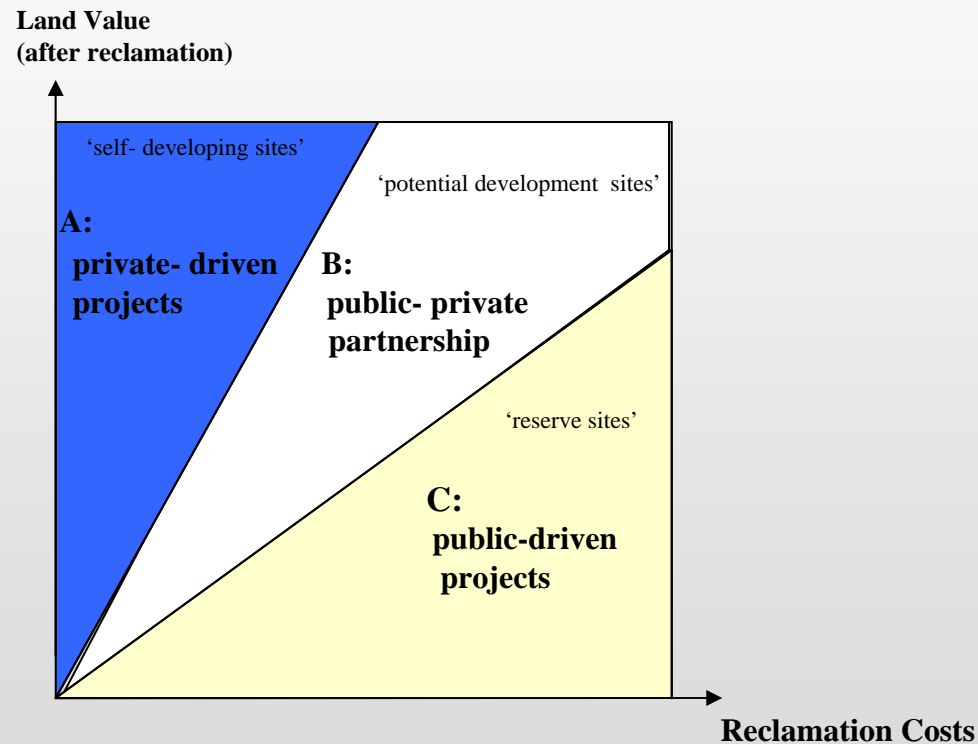 Land Value
(after reclamation)
‘self- developing sites’
‘potential development  sites’
A:
private- driven
projects
B:
public- private
partnership
‘reserve sites’
C:
public-driven
projects
Reclamation Costs